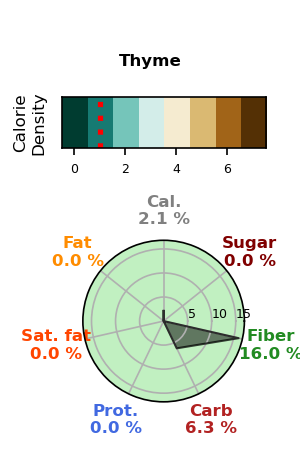 Thyme
Calorie
Density
0 2 4 6
Cal.
2.1 %
Fat
0.0 %
Sugar
0.0 %
5 10 15
Sat. fat
0.0 %
Fiber
16.0 %
Prot.
0.0 %
Carb
6.3 %